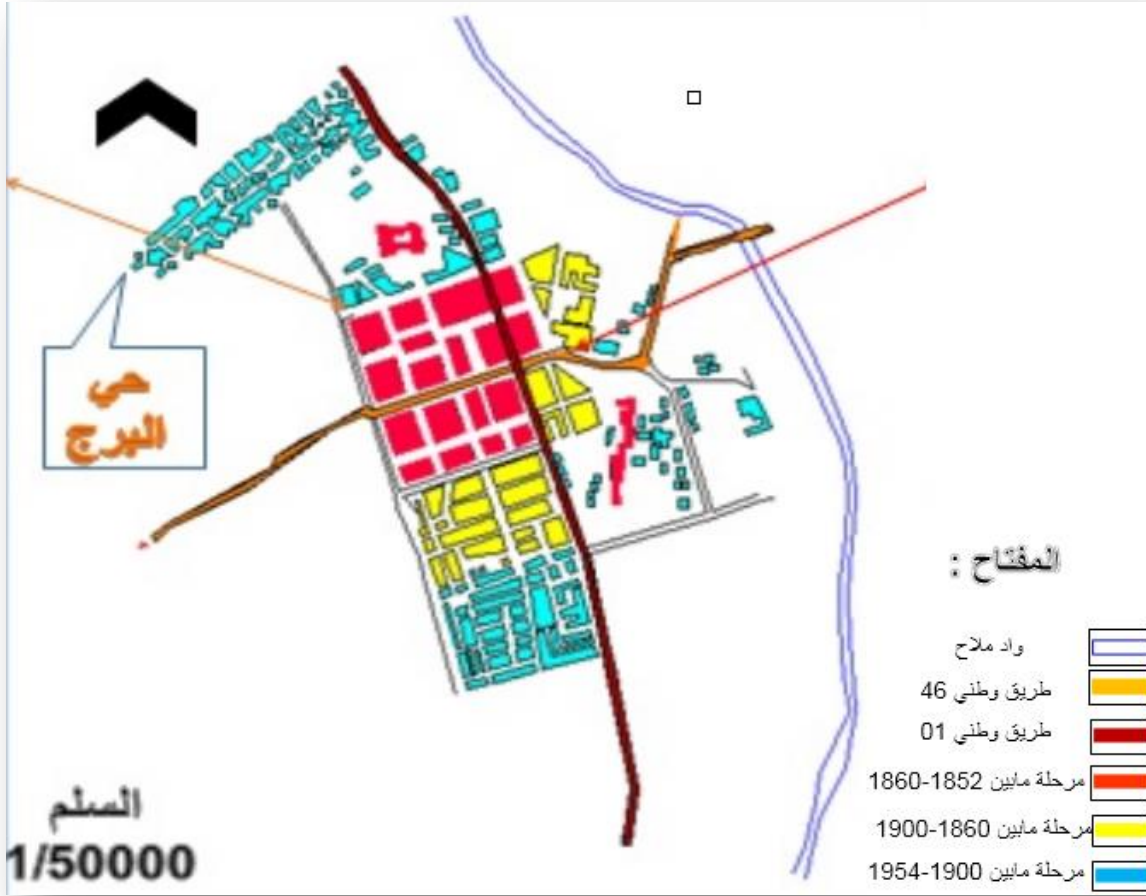 حي
البرج
المفتاح :
واد ملاح
طريق وطني 46
طريق وطني 01
مرحلة مابين 1852-1860
مرحلة مابين 1860-1900
مرحلة مابين 1900-1954
السلم
1/50000